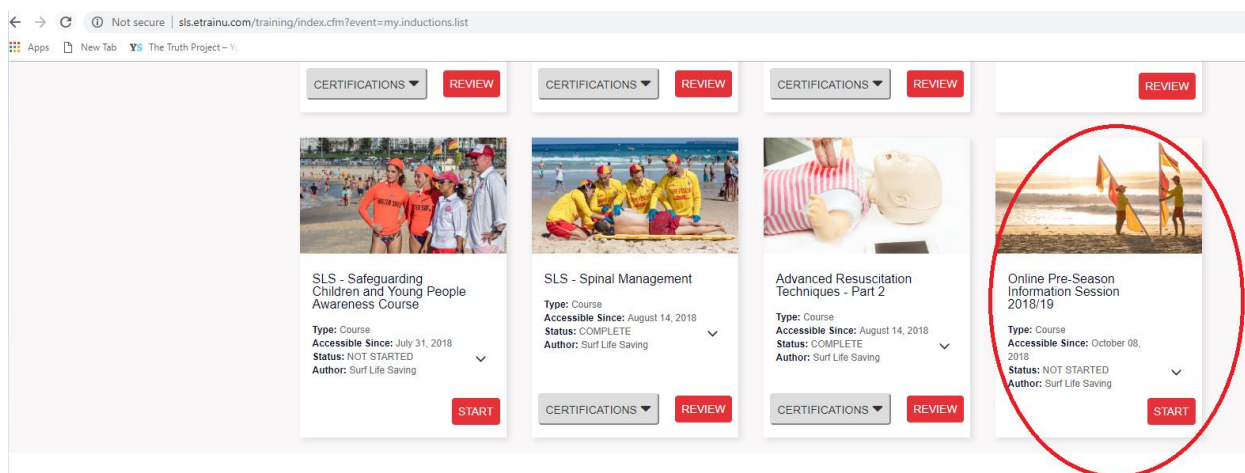 Not secure | sls.etrainu.com/training/index.cfm?event=my.inductions.list
Apps New Tab YS The Truth Project –
CERTIFICATIONS REVIEW
CERTIFICATIONS REVIEW
CERTIFICATIONS REVIEW
REVIEW
SLS - Safeguarding
Children and Young People
Awareness Course
Type: Course
Accessible Since: July 31, 2018
Status: NOT STARTED
Author: Surf Life Saving
START
SLS - Spinal Management
Type: Course
Accessible Since: August 14, 2018
Status: COMPLETE
Author: Surf Life Saving
CERTIFICATIONS REVIEW
Advanced Resuscitation
Techniques - Part 2
Type: Course
Accessible Since: August 14, 2018
Status: COMPLETE
Author: Surf Life Saving
CERTIFICATIONS REVIEW
Online Pre-Season
Information Session
2018/19
Type: Course
Accessible Since: October 08,
2018
Status: NOT STARTED
Author: Surf Life Saving
START